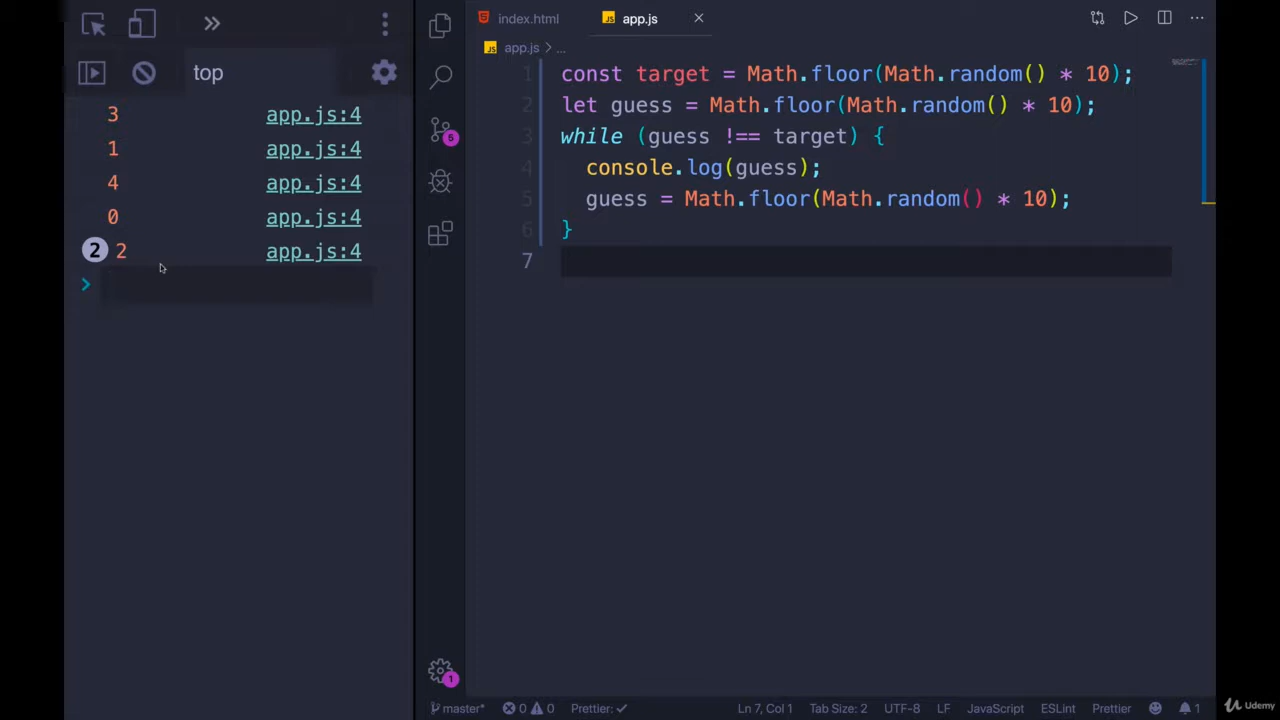 top
3 app.js:4
1 app.js:4
4 app.js:4
0 app.js:4
2 2 app.js:4
>
index.html app.js
app.js > ...
1 const target = Math.floor(Math.random() * 10);
2 let guess = Math.floor(Math.random() * 10);
3 while (guess !== target) {
4 console.log(guess);
5 guess = Math.floor(Math.random() * 10);
6 }
7
5
1
master* 0 0 Prettier: ✓ Ln 7, Col 1 Tab Size: 2 UTF-8 LF JavaScript ESLint Prettier 1
Udemy